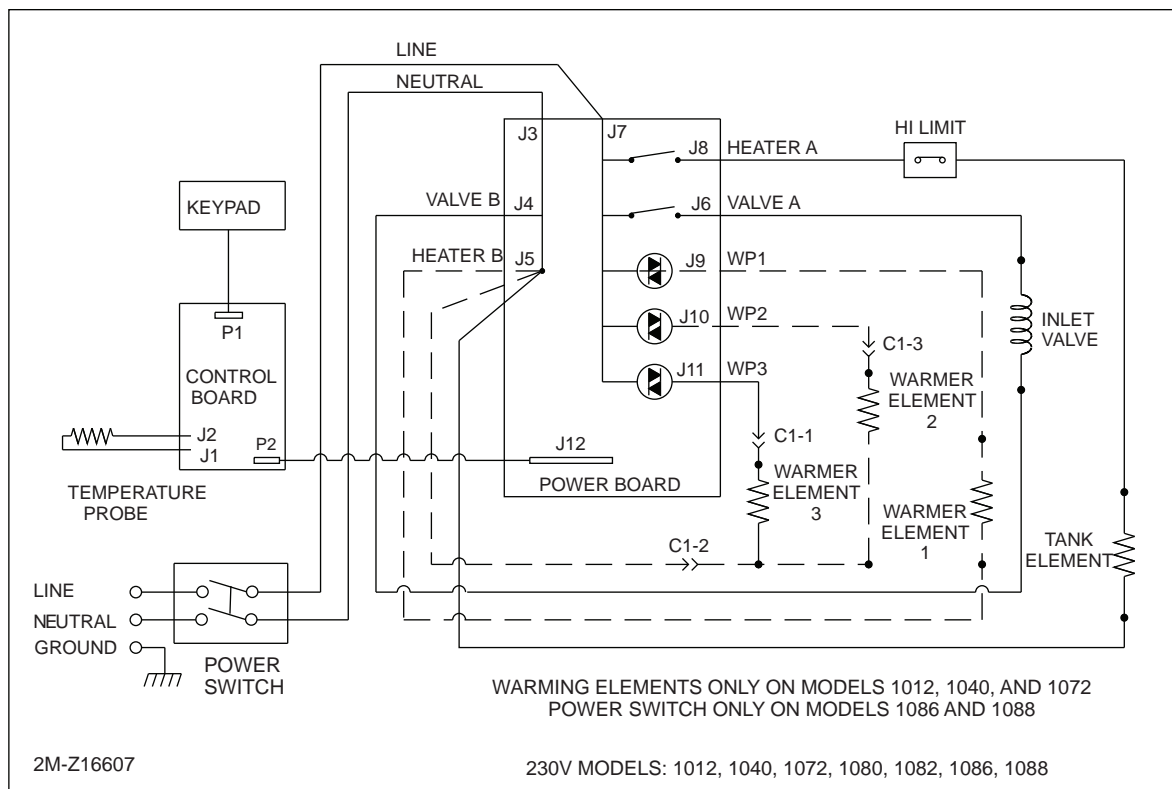 LINE
NEUTRAL
J3
J7
HI LIMIT
J8
HEATER A
KEYPAD
VALVE B
J4
J6
VALVE A
HEATER B
J5
J9
WP1
P1
J10
WP2
INLET
VALVE
C1-3
CONTROL
BOARD
J11
WP3
WARMER
ELEMENT
2
J2
J1
P2
J12
C1-1
TEMPERATURE
PROBE
POWER BOARD
WARMER
ELEMENT
3
WARMER
ELEMENT
1
TANK
ELEMENT
C1-2
LINE
NEUTRAL
GROUND
POWER
SWITCH
WARMING ELEMENTS ONLY ON MODELS 1012, 1040, AND 1072
POWER SWITCH ONLY ON MODELS 1086 AND 1088
2M-Z16607
230V MODELS: 1012, 1040, 1072, 1080, 1082, 1086, 1088